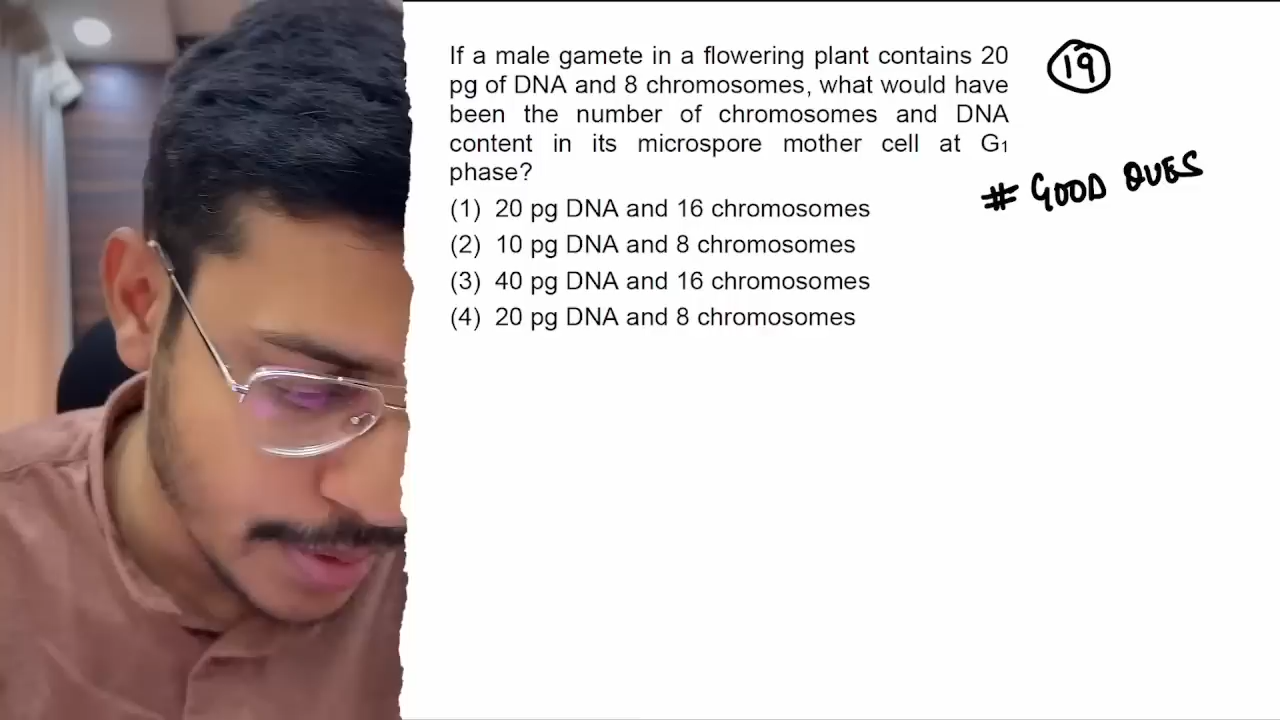 If a male gamete in a flowering plant contains 20
pg of DNA and 8 chromosomes, what would have
been the number of chromosomes and DNA
content in its microspore mother cell at G₁
phase?
(1) 20 pg DNA and 16 chromosomes
(2) 10 pg DNA and 8 chromosomes
(3) 40 pg DNA and 16 chromosomes
(4) 20 pg DNA and 8 chromosomes
19
# GOOD QUES